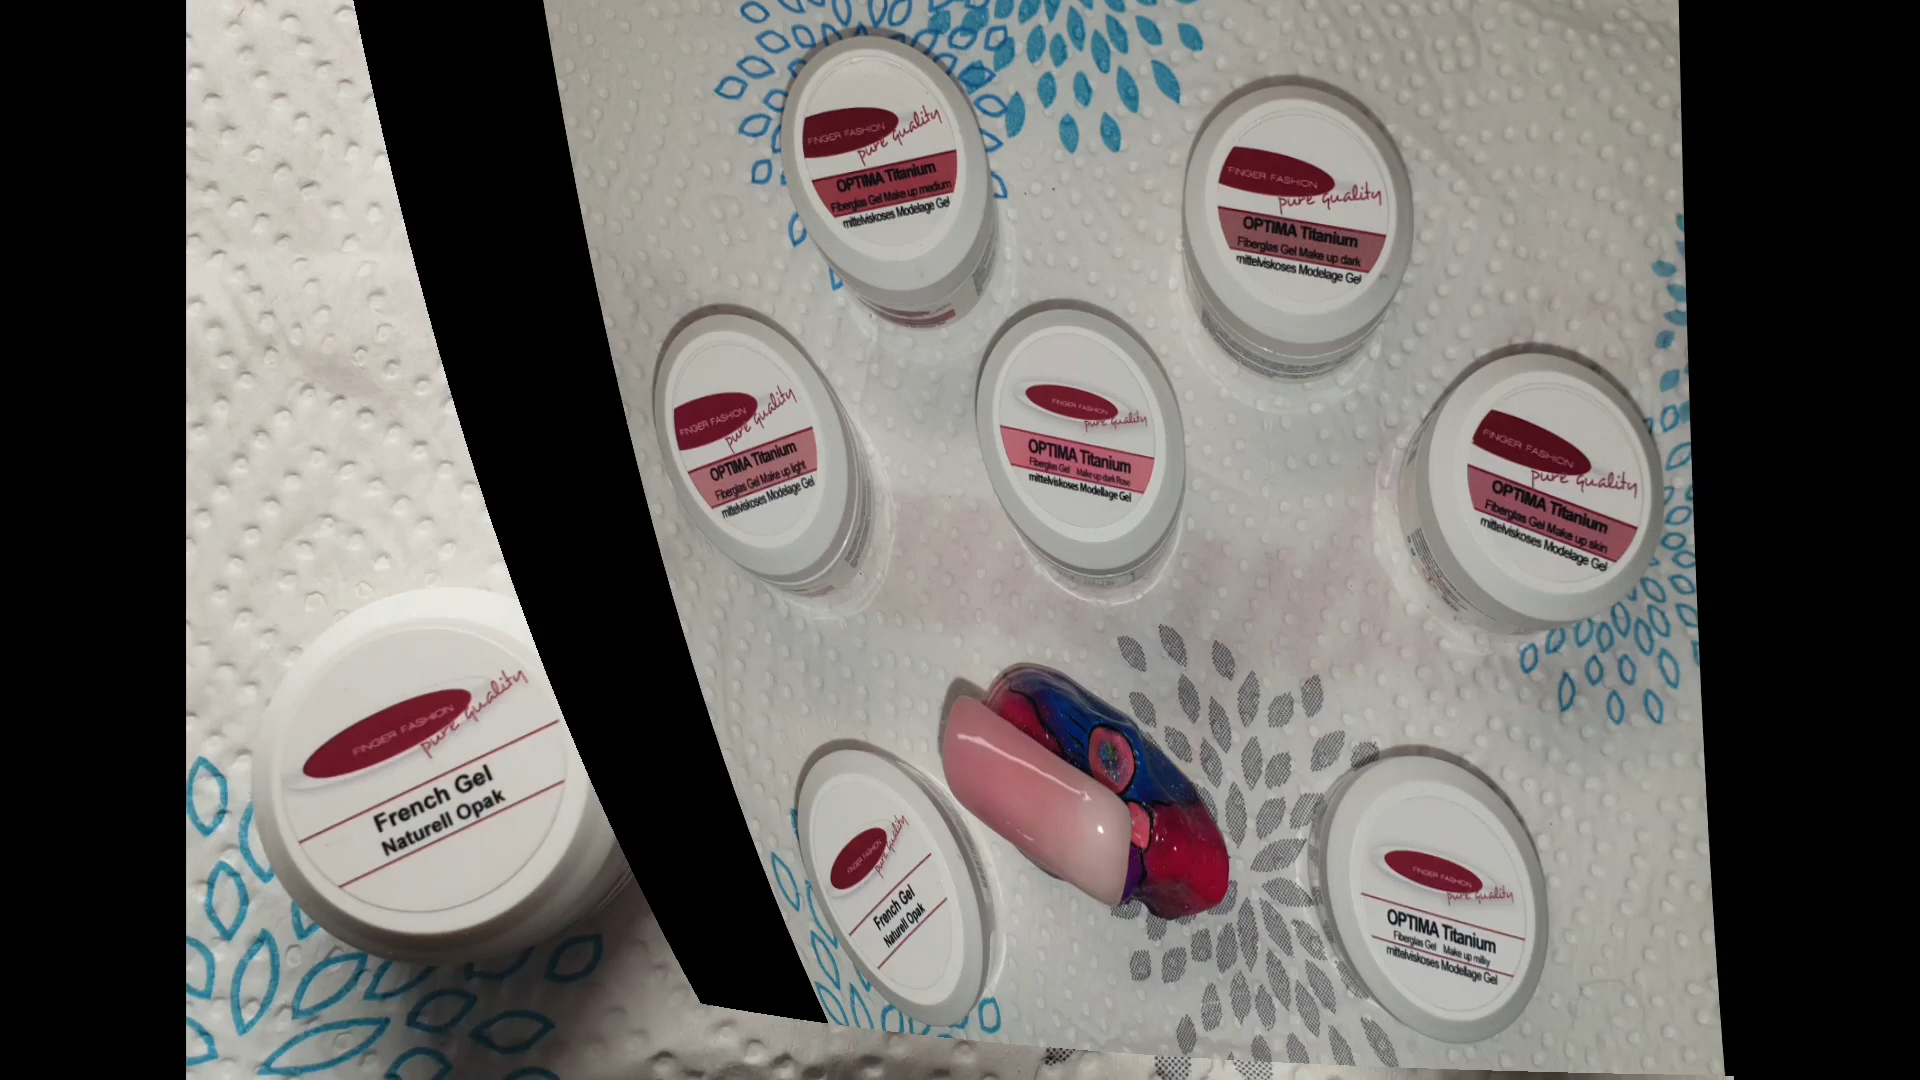 FINGER FASHION
pure quality
OPTIMA Titanium
Fiberglas Gel Make up medium
mittelviskoses Modelage Gel
FINGER FASHION
pure quality
OPTIMA Titanium
Fiberglas Gel Make up dark
mittelviskoses Modelage Gel
FINGER FASHION
pure quality
OPTIMA Titanium
Fiberglas Gel Make up light
mittelviskoses Modelage Gel
FINGER FASHION
pure quality
OPTIMA Titanium
Fiberglas Gel Make up dark Rose
mittelviskoses Modellage Gel
FINGER FASHION
pure quality
OPTIMA Titanium
Fiberglas Gel Make up skin
mittelviskoses Modelage Gel
FINGER FASHION
pure quality
French Gel
Naturell Opak
FINGER FASHION
pure quality
French Gel
Naturell Opak
FINGER FASHION
pure quality
OPTIMA Titanium
Fiberglas Gel Make up milky
mittelviskoses Modellage Gel